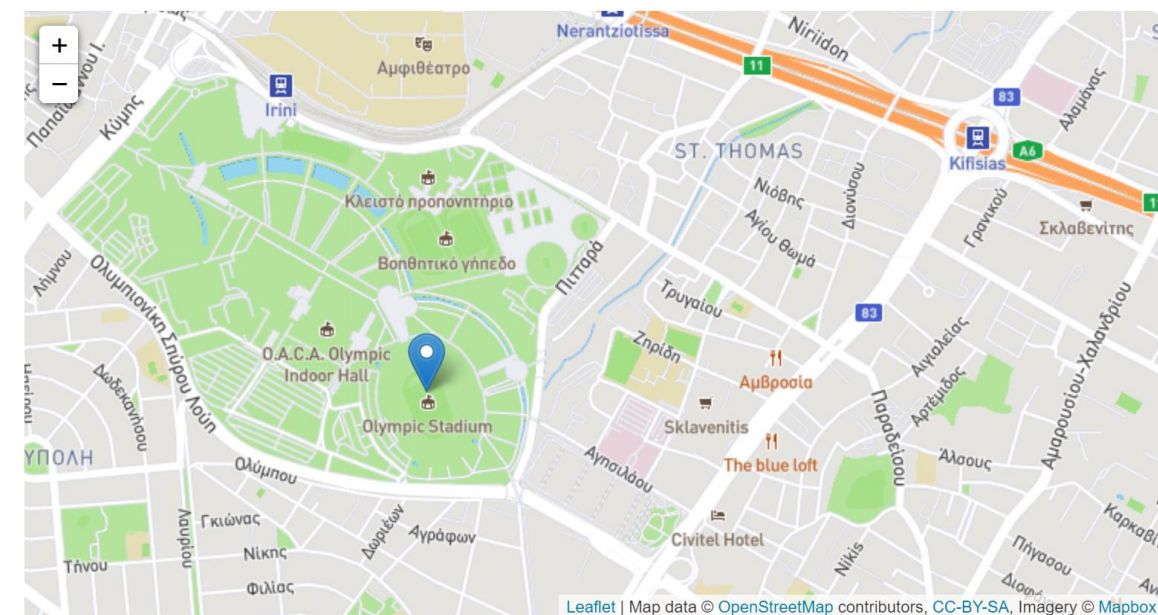 +
−
Παπαϊωάννου Ι.
Κύμης
Αμφιθέατρο
Irini
Nerantziotissa
Niriidon
11
83
Αλαμάνας
Kifisias
A6
ST. THOMAS
Νιόβης
Διονύσου
Αγίου Θωμά
Γρανικού
Σκλαβενίτης
Κλειστό προπονητήριο
Βοηθητικό γήπεδο
Πιτταρά
Λήμνου
Ολυμπιονίκη Σπύρου Λούη
O.A.C.A. Olympic
Indoor Hall
Olympic Stadium
Τρυγαίου
83
Ζηρίδη
Αμβροσία
Αιγιαλείας
Αρτέμιδος
Αμαρουσίου-Χαλανδρίου
Παραδείσου
Δωδεκανήσου
Sklavenitis
The blue loft
Άλσους
ΥΠΟΛΗ
Ολύμπου
Αγησιλάου
Λαυρίου
Γκιώνας
Δωριέων
Αγράφων
Civitel Hotel
Νίκης
Nikis
Πήγασου
Τήνου
Φιλίας
Leaflet | Map data © OpenStreetMap contributors, CC-BY-SA, Imagery © Mapbox